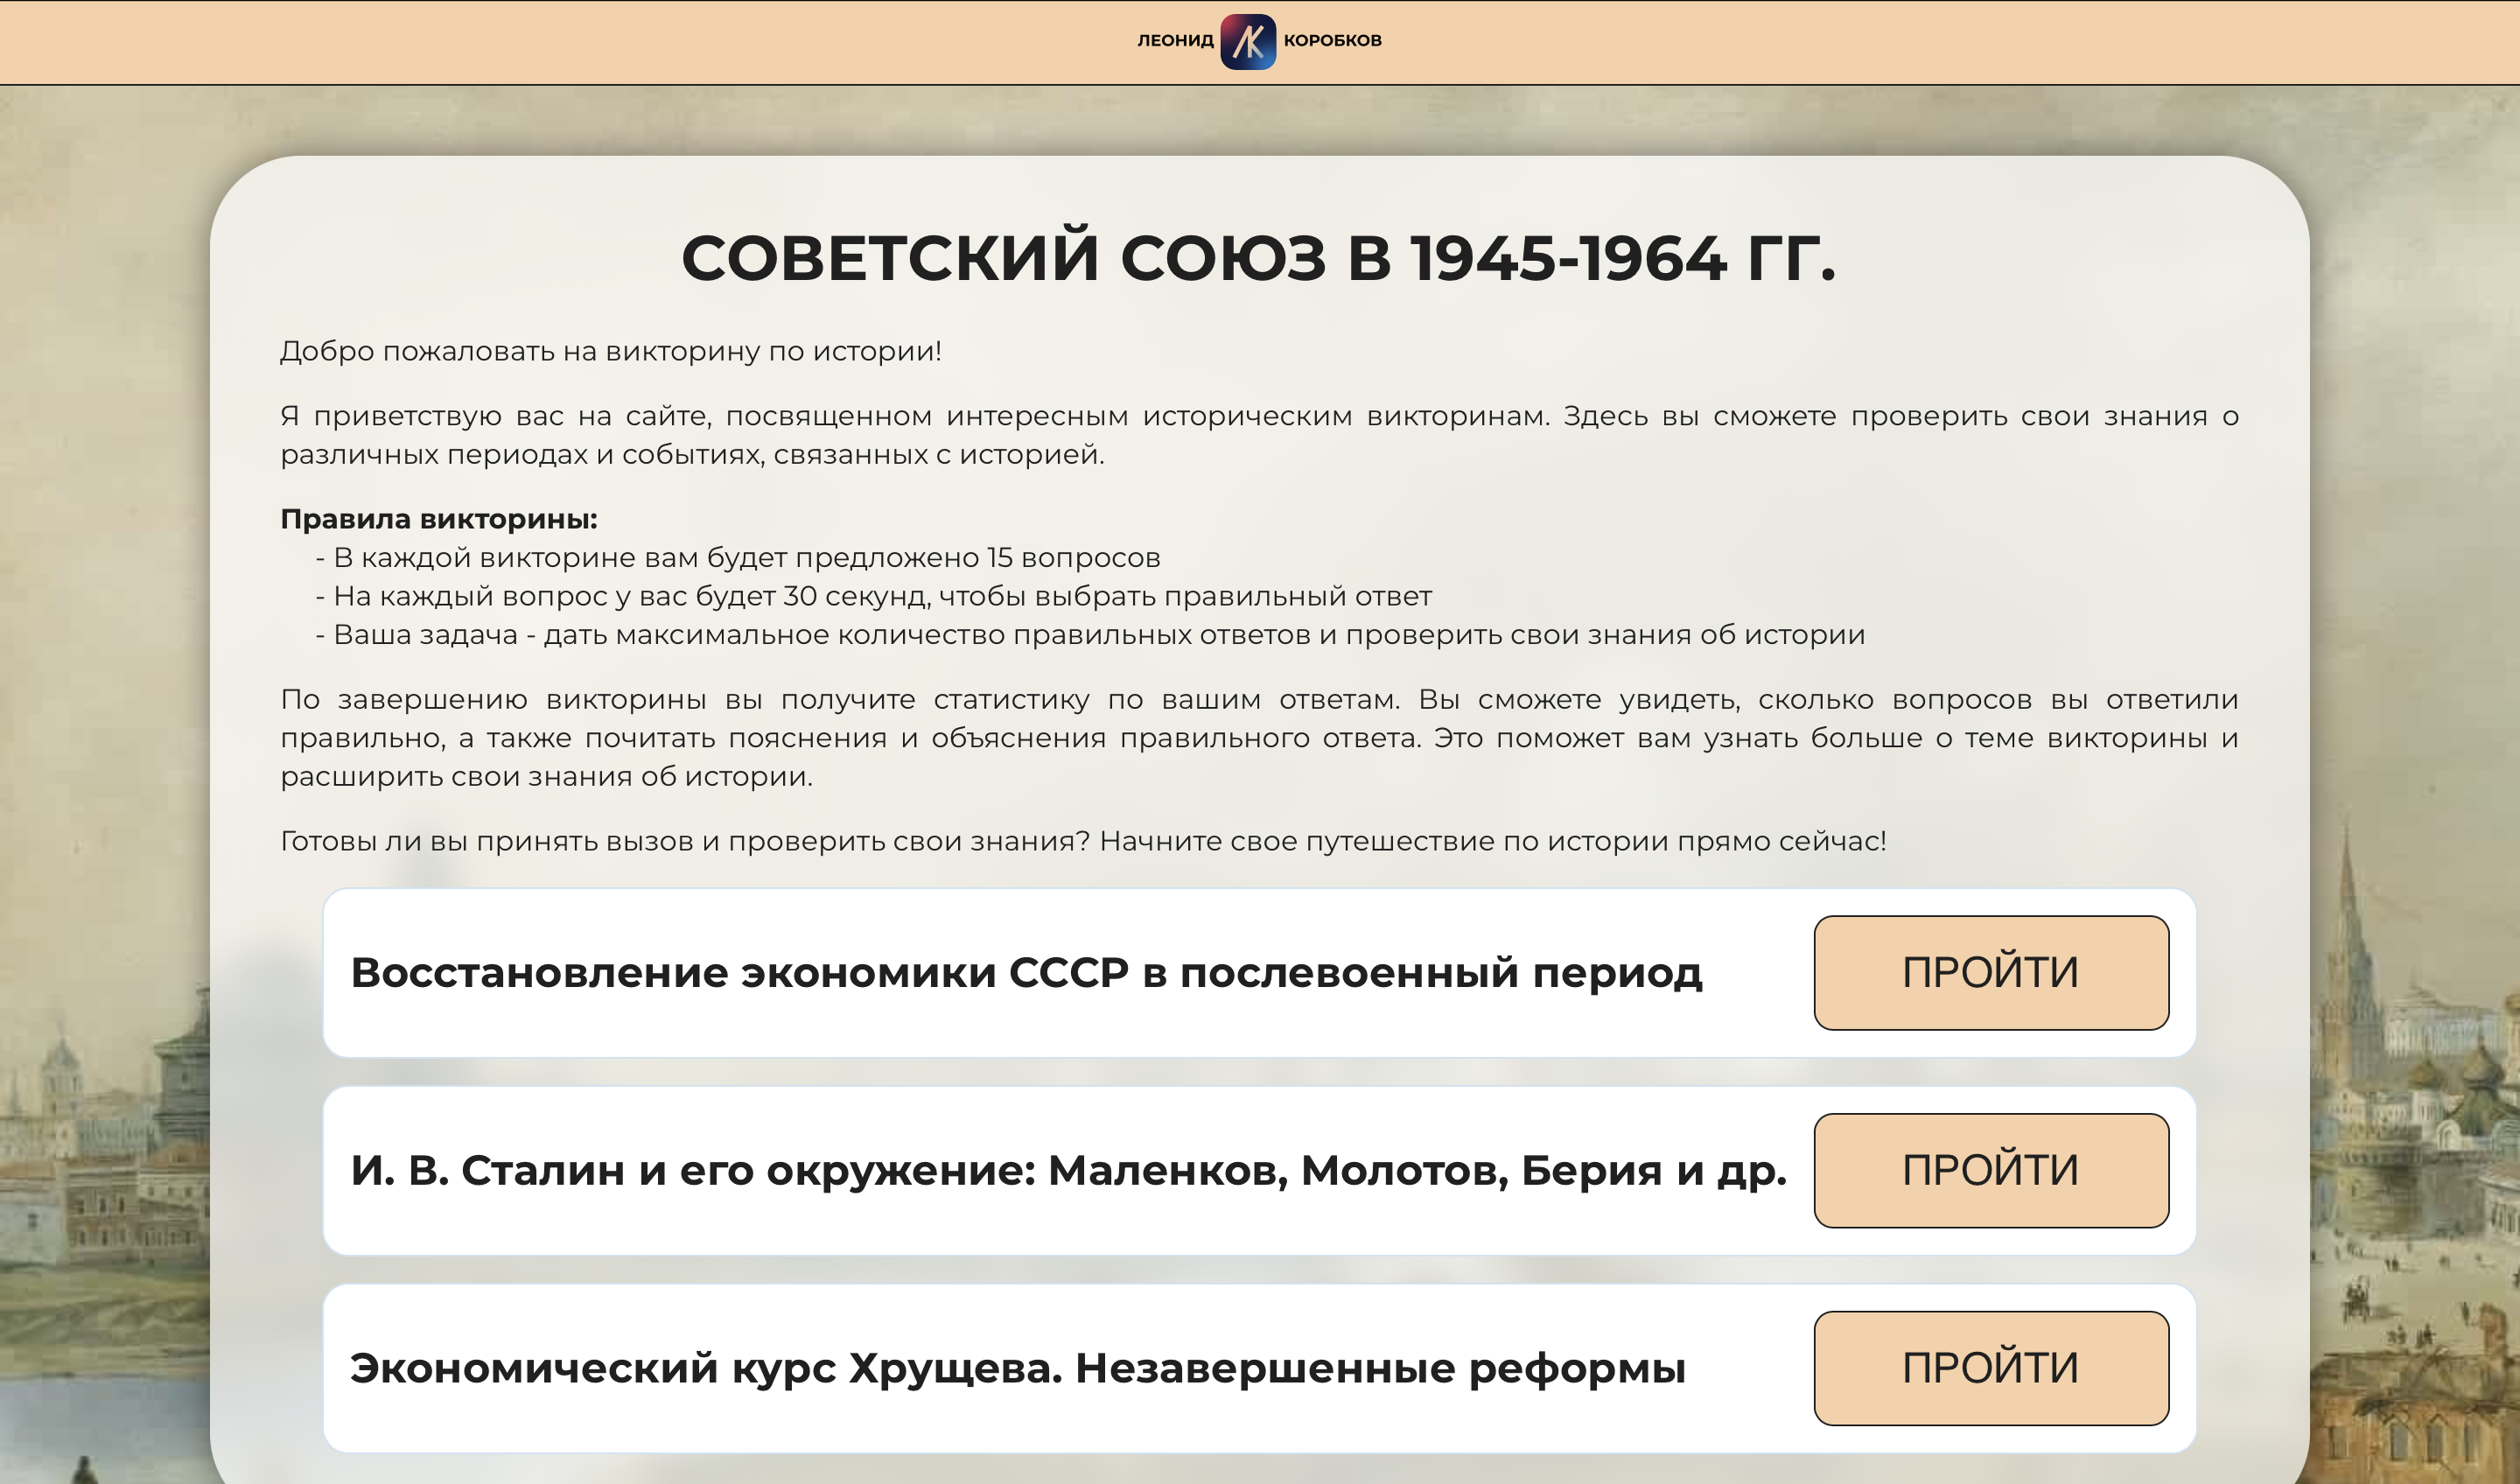 ЛЕОНИД КОРОБКОВ
СОВЕТСКИЙ СОЮЗ В 1945-1964 ГГ.
Добро пожаловать на викторину по истории!
Я приветствую вас на сайте, посвященном интересным историческим викторинам. Здесь вы сможете проверить свои знания о
различных периодах и событиях, связанных с историей.
Правила викторины:
- В каждой викторине вам будет предложено 15 вопросов
- На каждый вопрос у вас будет 30 секунд, чтобы выбрать правильный ответ
- Ваша задача - дать максимальное количество правильных ответов и проверить свои знания об истории
По завершению викторины вы получите статистику по вашим ответам. Вы сможете увидеть, сколько вопросов вы ответили
правильно, а также почитать пояснения и объяснения правильного ответа. Это поможет вам узнать больше о теме викторины и
расширить свои знания об истории.
Готовы ли вы принять вызов и проверить свои знания? Начните свое путешествие по истории прямо сейчас!
Восстановление экономики СССР в послевоенный период ПРОЙТИ
И. В. Сталин и его окружение: Маленков, Молотов, Берия и др. ПРОЙТИ
Экономический курс Хрущева. Незавершенные реформы ПРОЙТИ